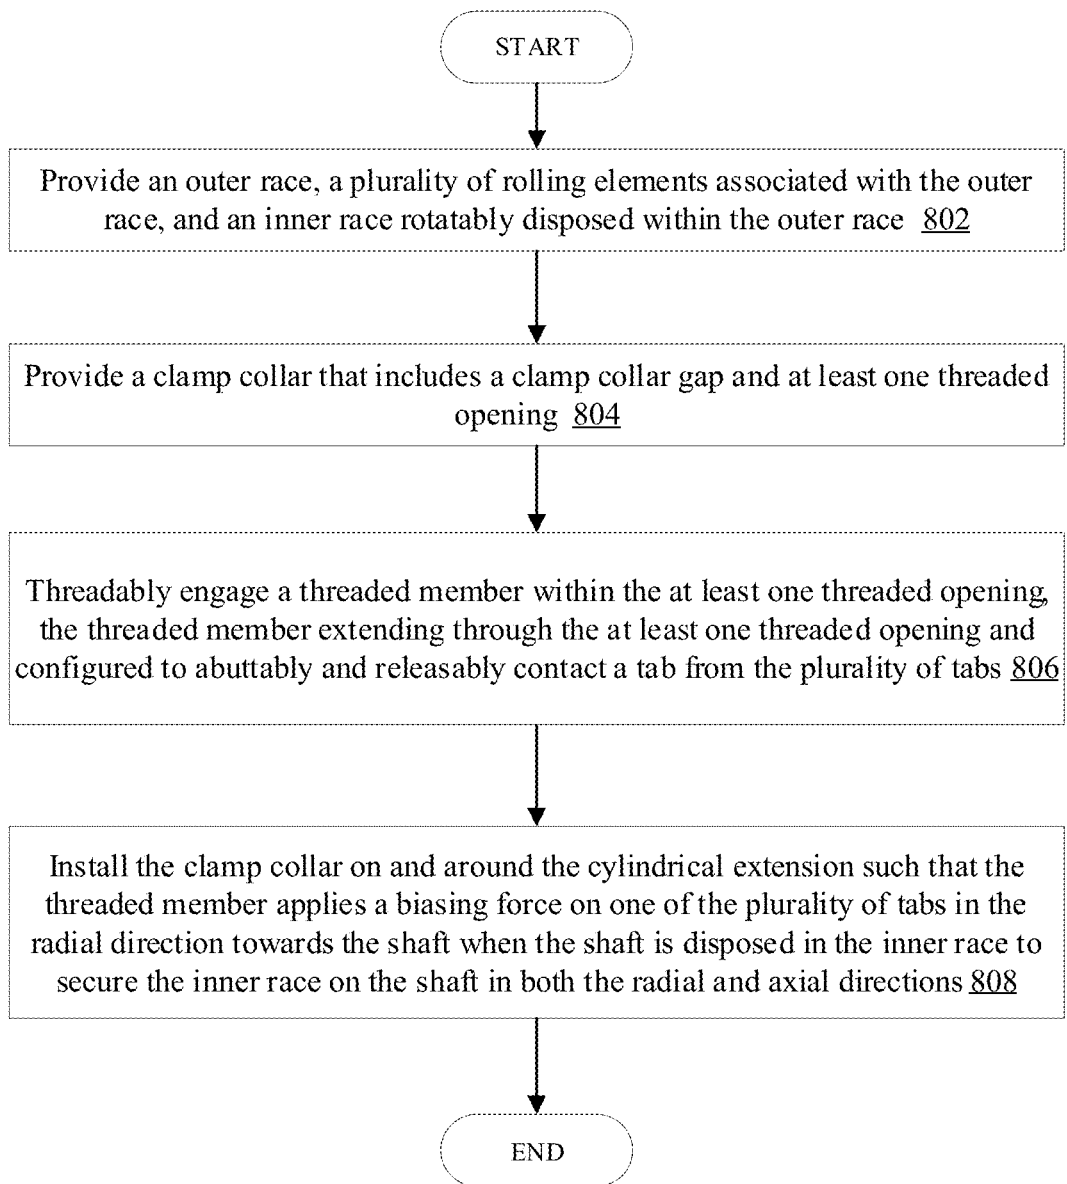 START
Provide an outer race, a plurality of rolling elements associated with the outer
race, and an inner race rotatably disposed within the outer race 802
Provide a clamp collar that includes a clamp collar gap and at least one threaded
opening 804
Threadably engage a threaded member within the at least one threaded opening,
the threaded member extending through the at least one threaded opening and
configured to abuttably and releasably contact a tab from the plurality of tabs 806
Install the clamp collar on and around the cylindrical extension such that the
threaded member applies a biasing force on one of the plurality of tabs in the
radial direction towards the shaft when the shaft is disposed in the inner race to
secure the inner race on the shaft in both the radial and axial directions 808
END